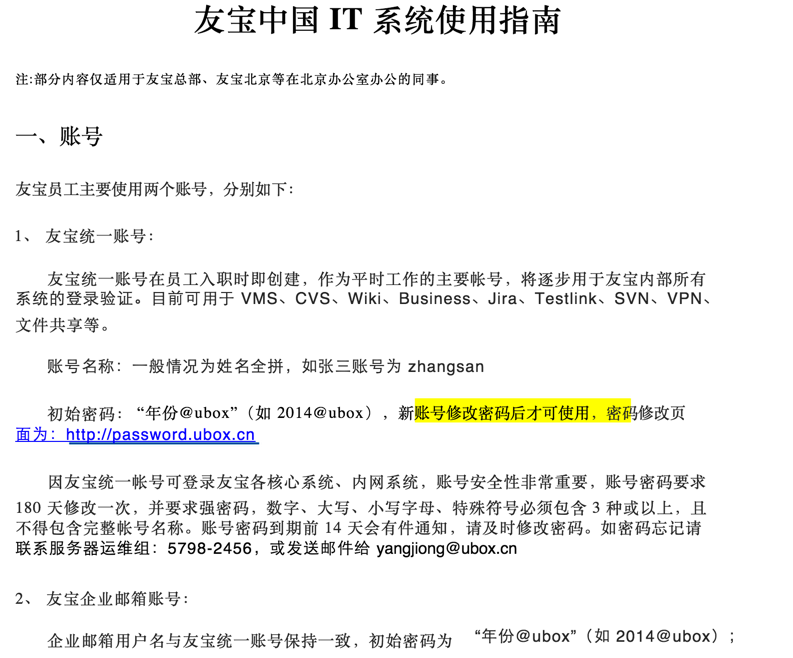 友宝中国 IT 系统使用指南
注:部分内容仅适用于友宝总部、友宝北京等在北京办公室办公的同事。
一、账号
友宝员工主要使用两个账号，分别如下：
1、 友宝统一账号：
友宝统一账号在员工入职时即创建，作为平时工作的主要帐号，将逐步用于友宝内部所有
系统的登录验证。目前可用于 VMS、CVS、Wiki、Business、Jira、Testlink、SVN、VPN、
文件共享等。
账号名称：一般情况为姓名全拼，如张三账号为 zhangsan
初始密码：“年份@ubox”（如 2014@ubox），新账号修改密码后才可使用，密码修改页
面为：http://password.ubox.cn
因友宝统一帐号可登录友宝各核心系统、内网系统，账号安全性非常重要，账号密码要求
180 天修改一次，并要求强密码，数字、大写、小写字母、特殊符号必须包含 3 种或以上，且
不得包含完整帐号名称。账号密码到期前 14 天会有件通知，请及时修改密码。如密码忘记请
联系服务器运维组：5798-2456，或发送邮件给 yangjiong@ubox.cn
2、 友宝企业邮箱账号：
企业邮箱用户名与友宝统一账号保持一致，初始密码为 “年份@ubox”（如 2014@ubox）；